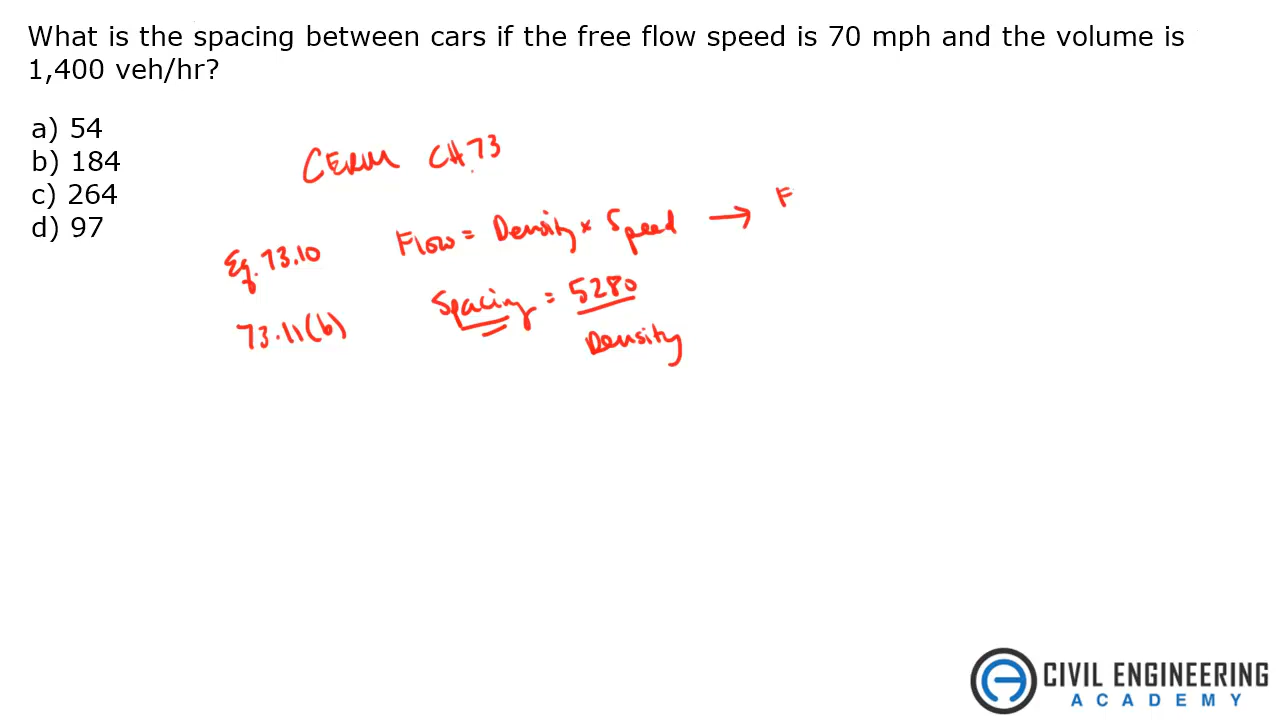 What is the spacing between cars if the free flow speed is 70 mph and the volume is
1,400 veh/hr?
a) 54
b) 184
c) 264
d) 97
CERM CH 73
Eq. 73.10 Flow = Density × Speed → F
73.11(b) Spacing = 5280
Density
CIVIL ENGINEERING
ACADEMY